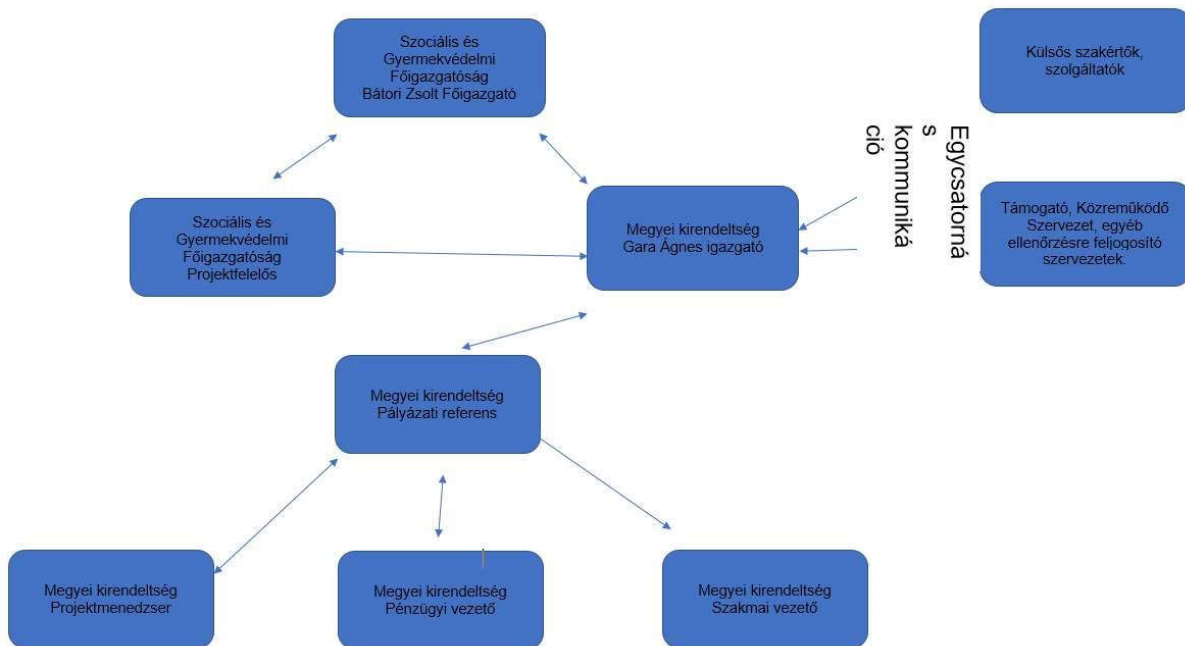 Szociális és
Gyermekvédelmi
Főigazgatóság
Bátori Zsolt Főigazgató
Külsős szakértők,
szolgáltatók
Egycsatorná
s
kommuniká
ció
Szociális és
Gyermekvédelmi
Főigazgatóság
Projektfelelős
Megyei kirendeltség
Gara Ágnes igazgató
Támogató, Közreműködő
Szervezet, egyéb
ellenőrzésre feljogosító
szervezetek.
Megyei kirendeltség
Pályázati referens
Megyei kirendeltség
Projektmenedzser
Megyei kirendeltség
Pénzügyi vezető
Megyei kirendeltség
Szakmai vezető